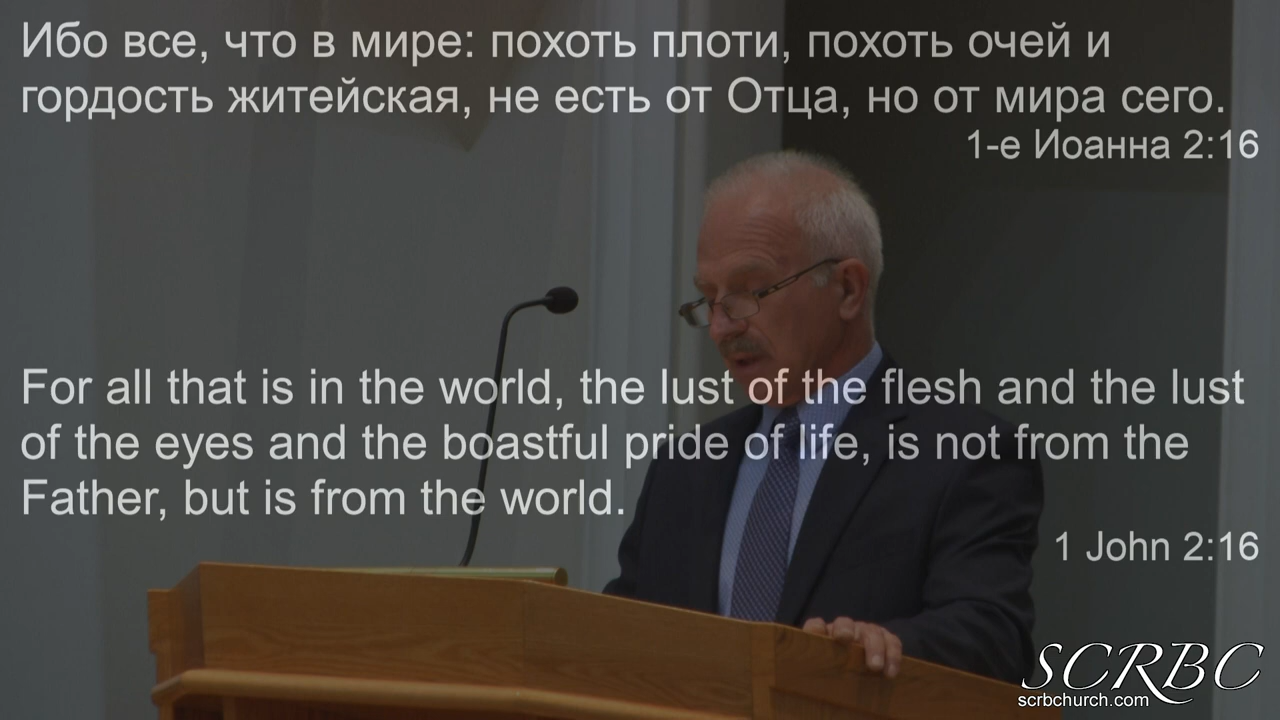 Ибо все, что в мире: похоть плоти, похоть очей и
гордость житейская, не есть от Отца, но от мира сего.
1-е Иоанна 2:16
For all that is in the world, the lust of the flesh and the lust
of the eyes and the boastful pride of life, is not from the
Father, but is from the world.
1 John 2:16
SCRBC
scrbchurch.com